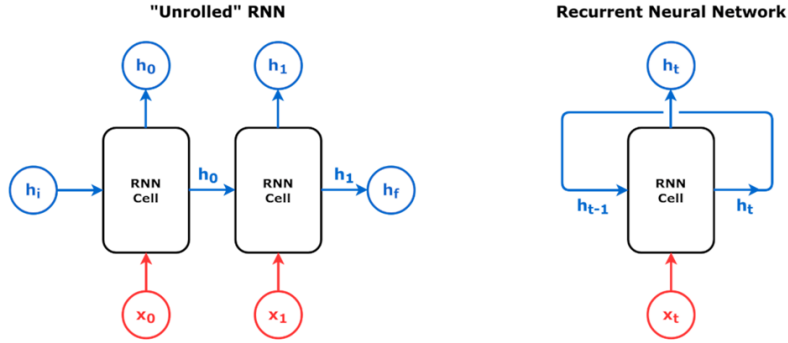 "Unrolled" RNN
h0
h1
hi
RNN
Cell
h0
RNN
Cell
h1
hf
x0
x1
Recurrent Neural Network
ht
ht-1
RNN
Cell
ht
xt